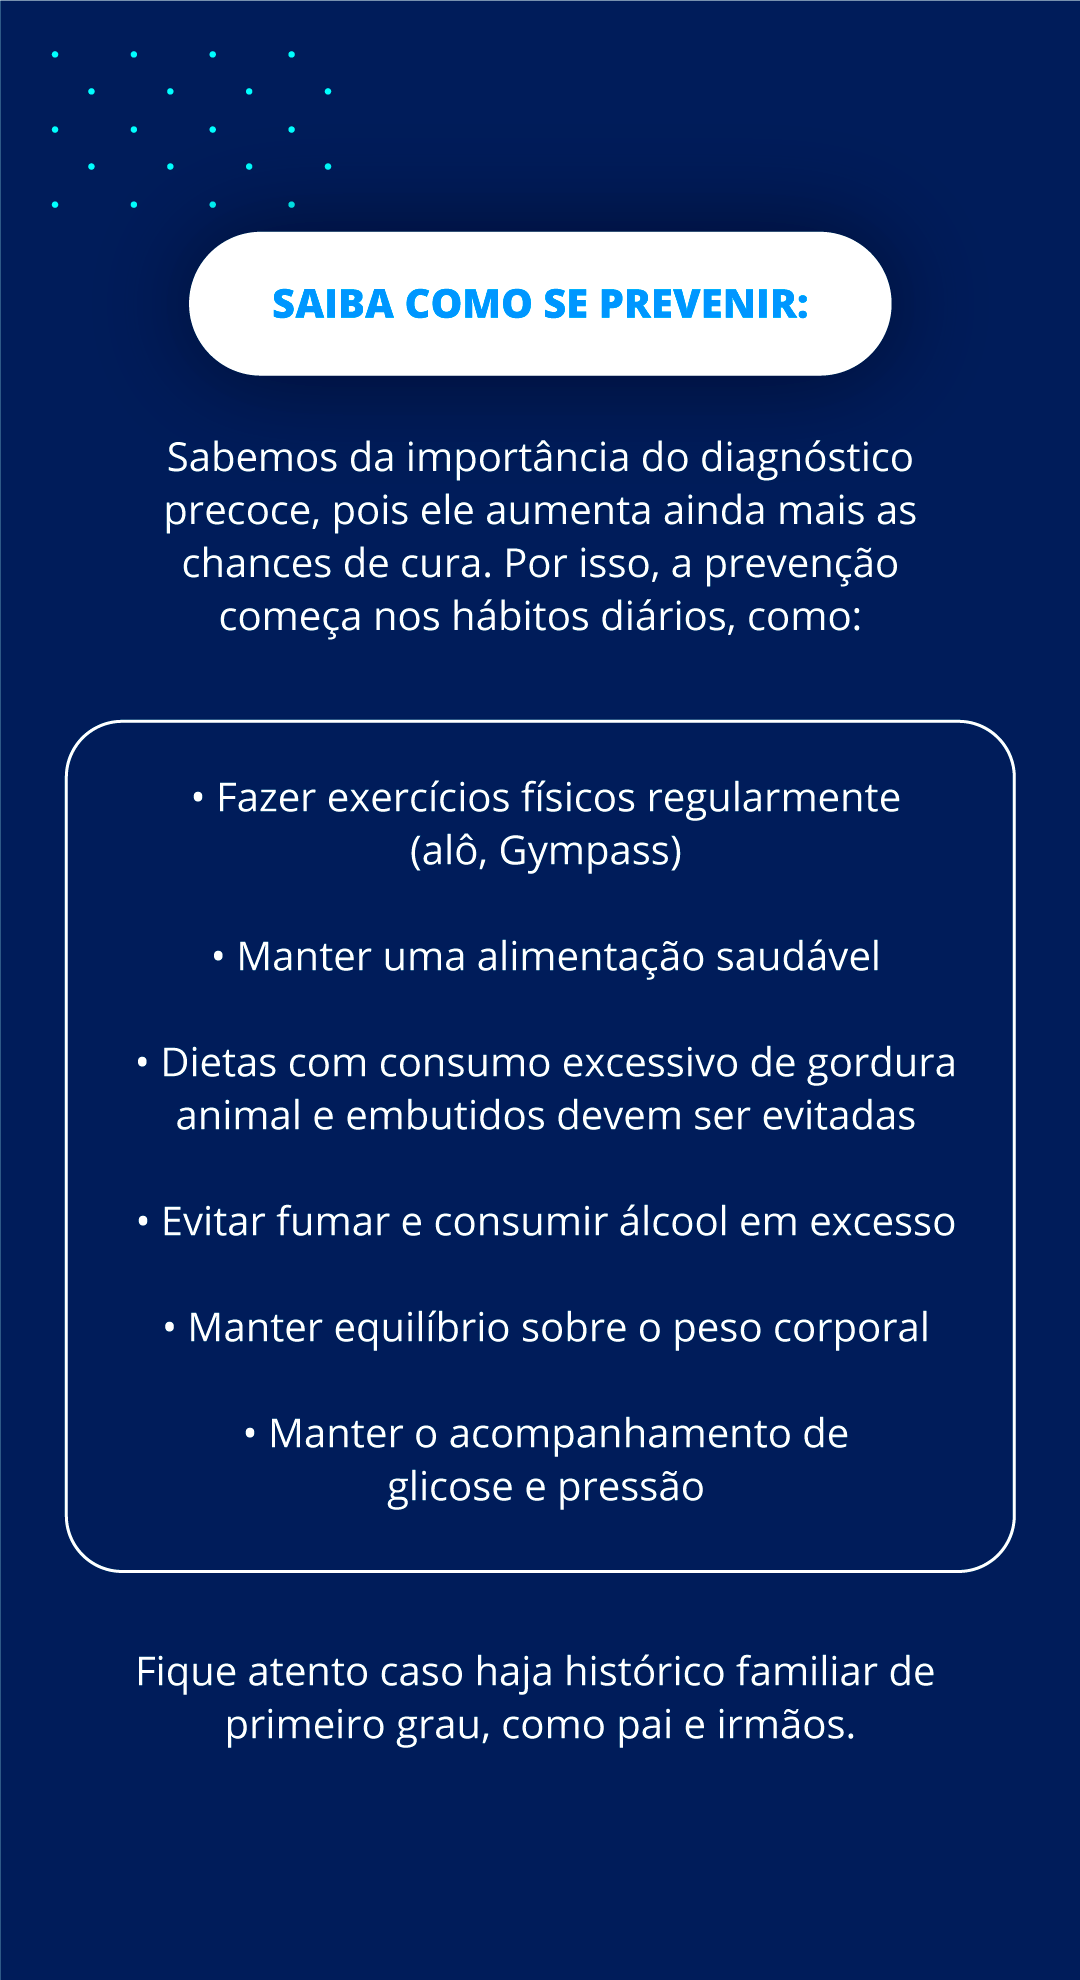 SAIBA COMO SE PREVENIR:
Sabemos da importância do diagnóstico
precoce, pois ele aumenta ainda mais as
chances de cura. Por isso, a prevenção
começa nos hábitos diários, como:
• Fazer exercícios físicos regularmente
(alô, Gympass)
• Manter uma alimentação saudável
• Dietas com consumo excessivo de gordura
animal e embutidos devem ser evitadas
• Evitar fumar e consumir álcool em excesso
• Manter equilíbrio sobre o peso corporal
• Manter o acompanhamento de
glicose e pressão
Fique atento caso haja histórico familiar de
primeiro grau, como pai e irmãos.